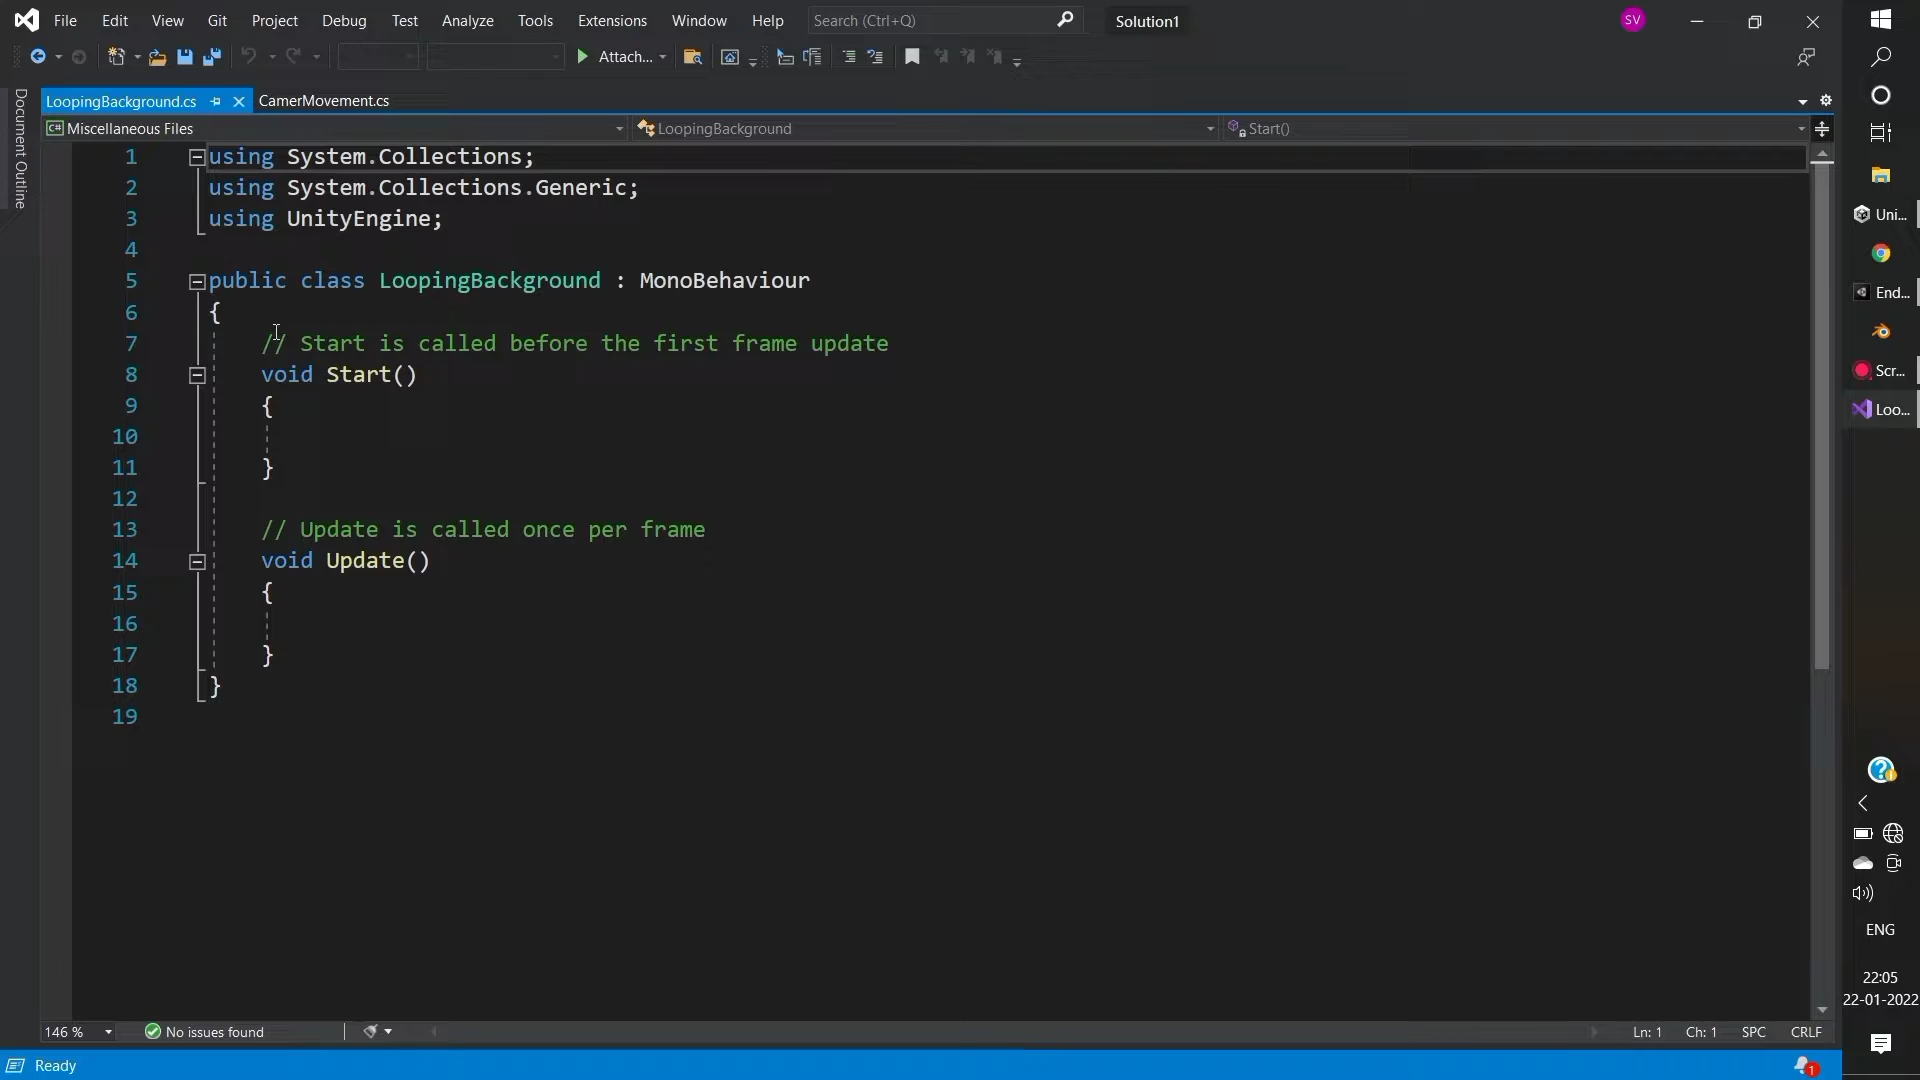 File Edit View Git Project Debug Test Analyze Tools Extensions Window Help Search (Ctrl+Q) Solution1 SV
Attach...
Document Outline
LoopingBackground.cs CamerMovement.cs
C# Miscellaneous Files LoopingBackground Start()
1 using System.Collections;
2 using System.Collections.Generic;
3 using UnityEngine;
4
5 public class LoopingBackground : MonoBehaviour
6 {
7 // Start is called before the first frame update
8 void Start()
9 {
10
11 }
12
13 // Update is called once per frame
14 void Update()
15 {
16
17 }
18 }
19
146 % No issues found Ln: 1 Ch: 1 SPC CRLF
Ready 1
Uni...
End...
Scr...
Loo...
ENG
22:05
22-01-2022